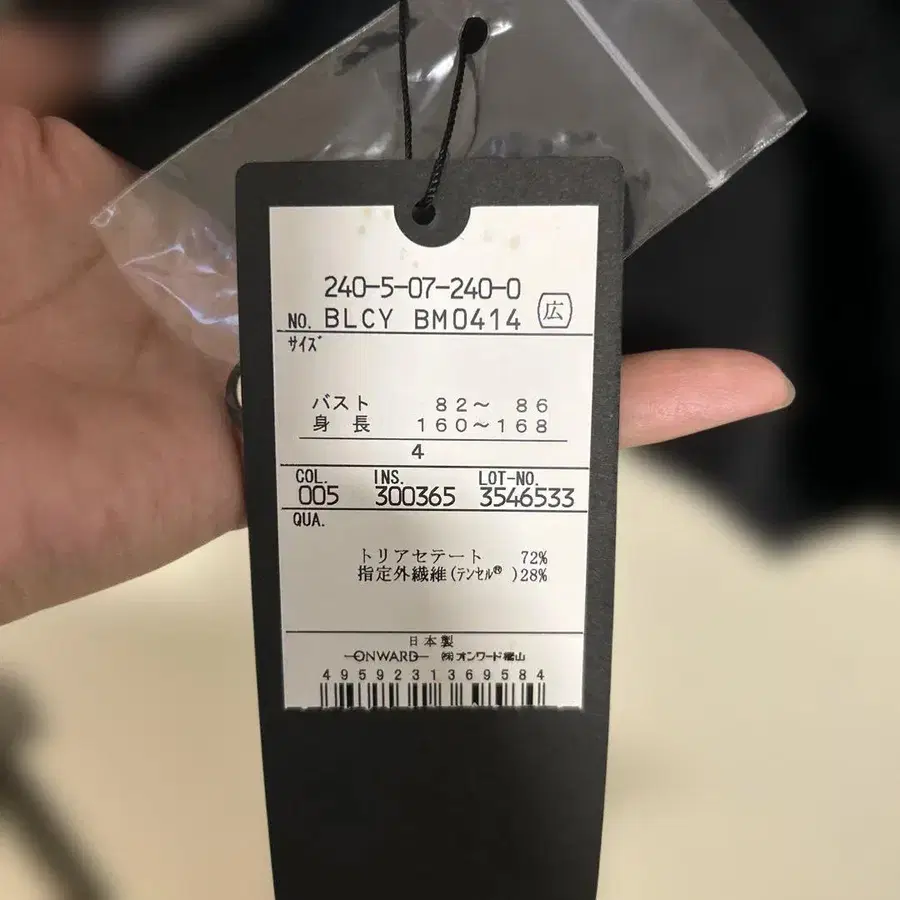 240-5-07-240-0
NO. BLCY BM0414 広
サイズ
バスト 82〜 86
身 長 160〜168
4
COL. INS. LOT-NO.
005 300365 3546533
QUA.
トリアセテート 72%
指定外繊維(テンセル® )28%
日本製
ONWARD ㈱オンワード樫山
4959231369584